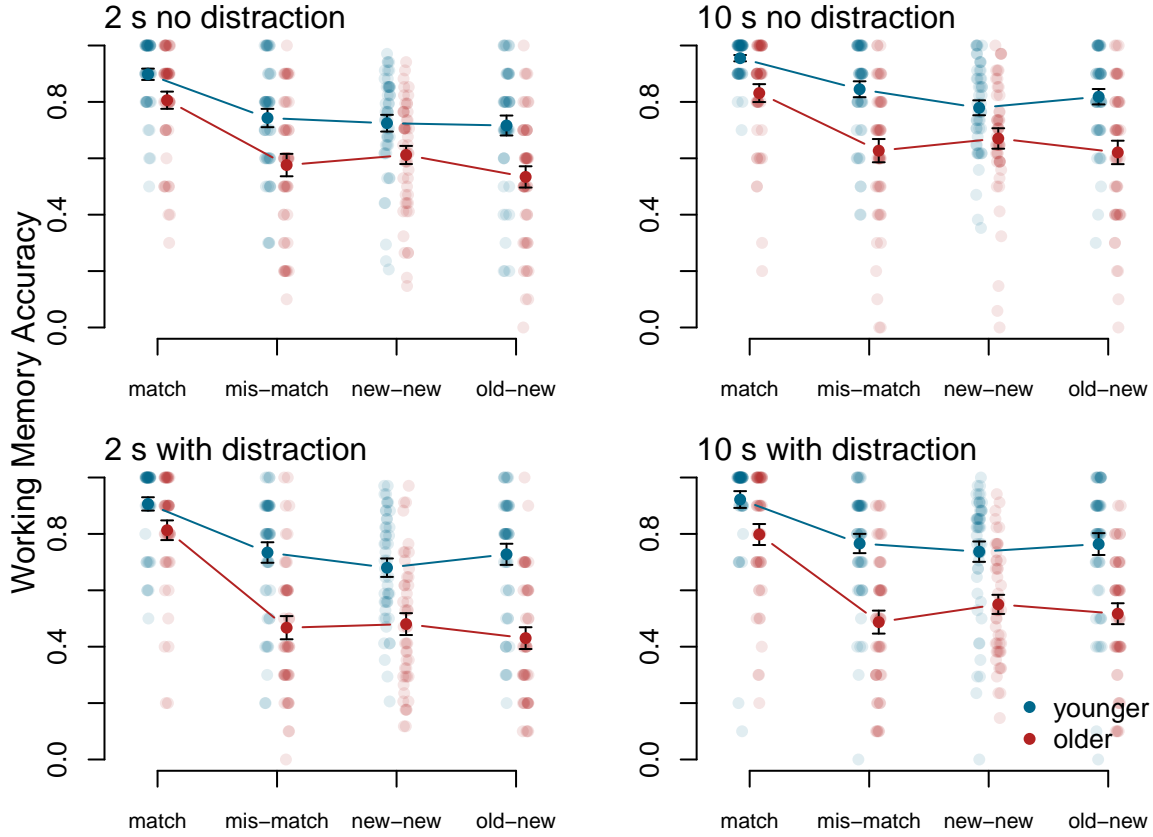 2 s no distraction
10 s no distraction
Working Memory Accuracy
0.8
0.4
0.0
match mis−match new−new old−new
0.8
0.4
0.0
match mis−match new−new old−new
2 s with distraction
10 s with distraction
0.8
0.4
0.0
match mis−match new−new old−new
0.8
0.4
0.0
younger
older
match mis−match new−new old−new